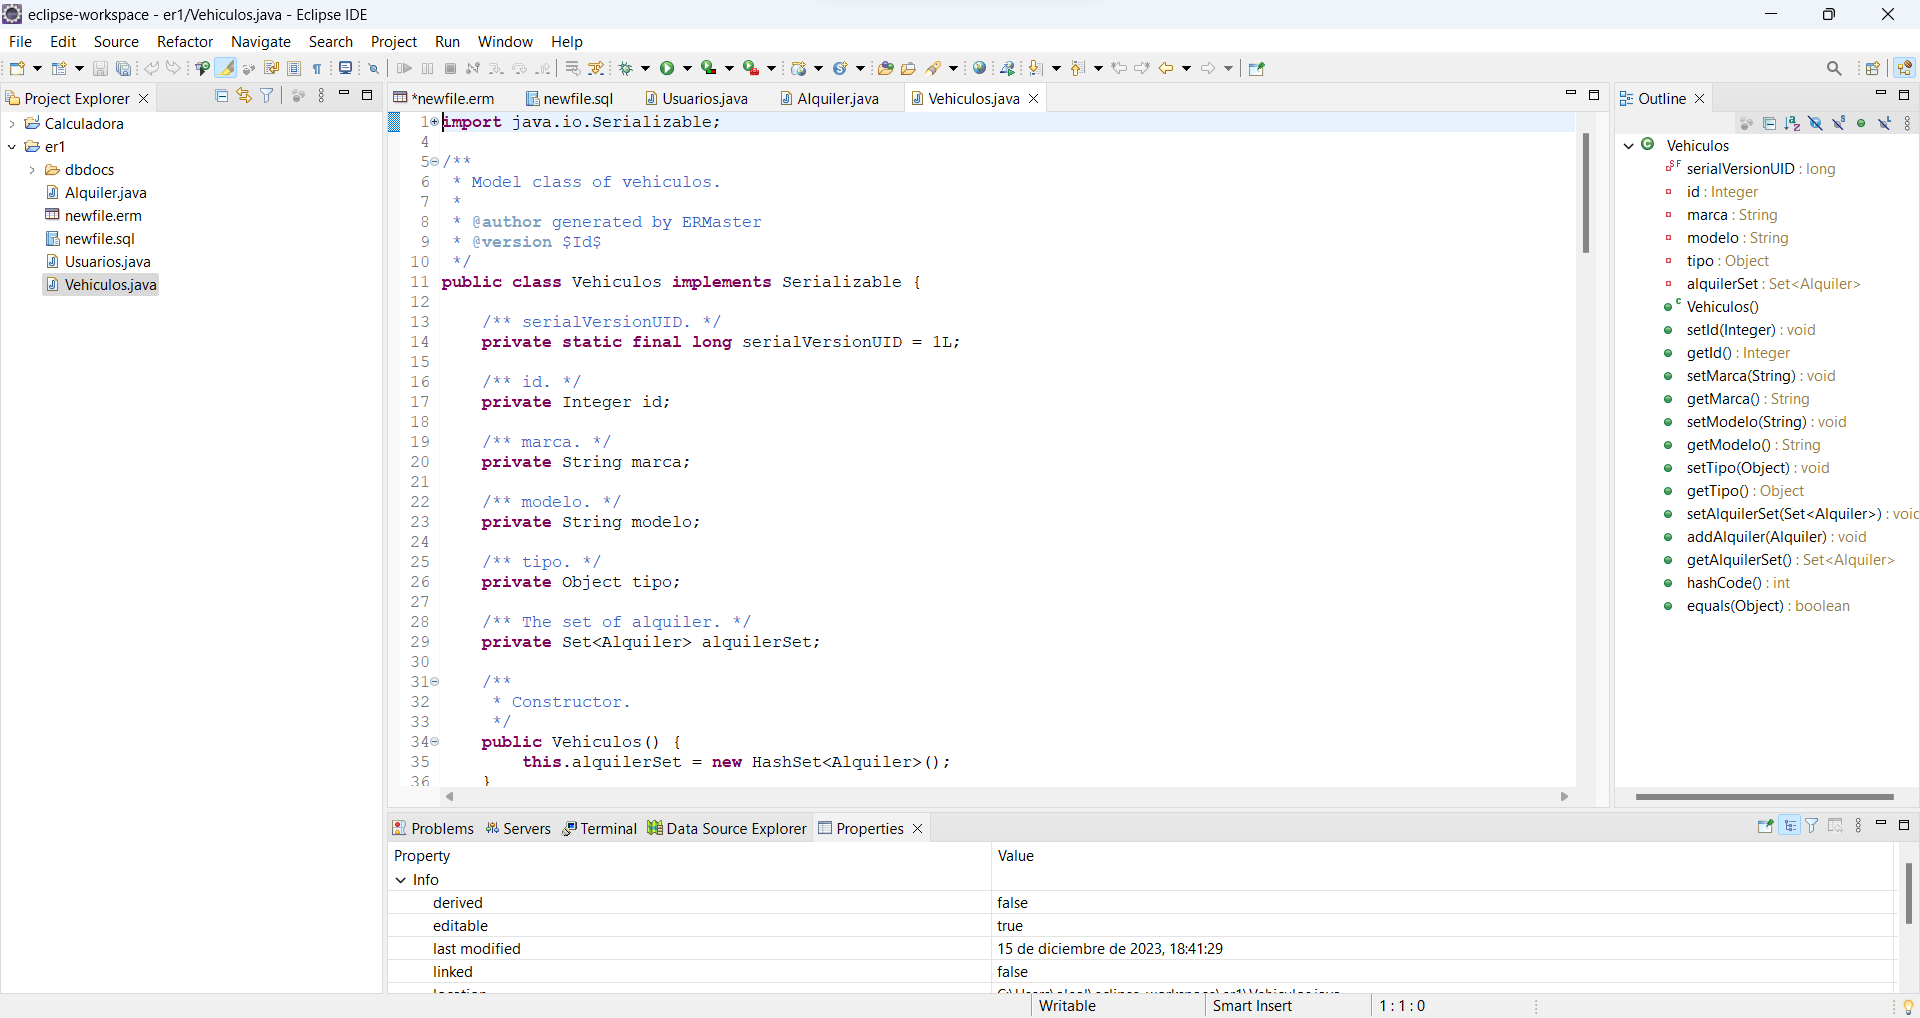 eclipse-workspace - er1/Vehiculos.java - Eclipse IDE
File Edit Source Refactor Navigate Search Project Run Window Help
Project Explorer
Calculadora
er1
dbdocs
Alquiler.java
newfile.erm
newfile.sql
Usuarios.java
Vehiculos.java
*newfile.erm newfile.sql Usuarios.java Alquiler.java Vehiculos.java
1 import java.io.Serializable;
4
5 /**
6 * Model class of vehiculos.
7 *
8 * @author generated by ERMaster
9 * @version $Id$
10 */
11 public class Vehiculos implements Serializable {
12
13 /** serialVersionUID. */
14 private static final long serialVersionUID = 1L;
15
16 /** id. */
17 private Integer id;
18
19 /** marca. */
20 private String marca;
21
22 /** modelo. */
23 private String modelo;
24
25 /** tipo. */
26 private Object tipo;
27
28 /** The set of alquiler. */
29 private Set<Alquiler> alquilerSet;
30
31 /**
32 * Constructor.
33 */
34 public Vehiculos() {
35 this.alquilerSet = new HashSet<Alquiler>();
36 }
Outline
Vehiculos
serialVersionUID : long
id : Integer
marca : String
modelo : String
tipo : Object
alquilerSet : Set<Alquiler>
Vehiculos()
setId(Integer) : void
getId() : Integer
setMarca(String) : void
getMarca() : String
setModelo(String) : void
getModelo() : String
setTipo(Object) : void
getTipo() : Object
setAlquilerSet(Set<Alquiler>) : voic
addAlquiler(Alquiler) : void
getAlquilerSet() : Set<Alquiler>
hashCode() : int
equals(Object) : boolean
Problems Servers Terminal Data Source Explorer Properties
Property Value
Info
derived false
editable true
last modified 15 de diciembre de 2023, 18:41:29
linked false
Writable Smart Insert 1 : 1 : 0